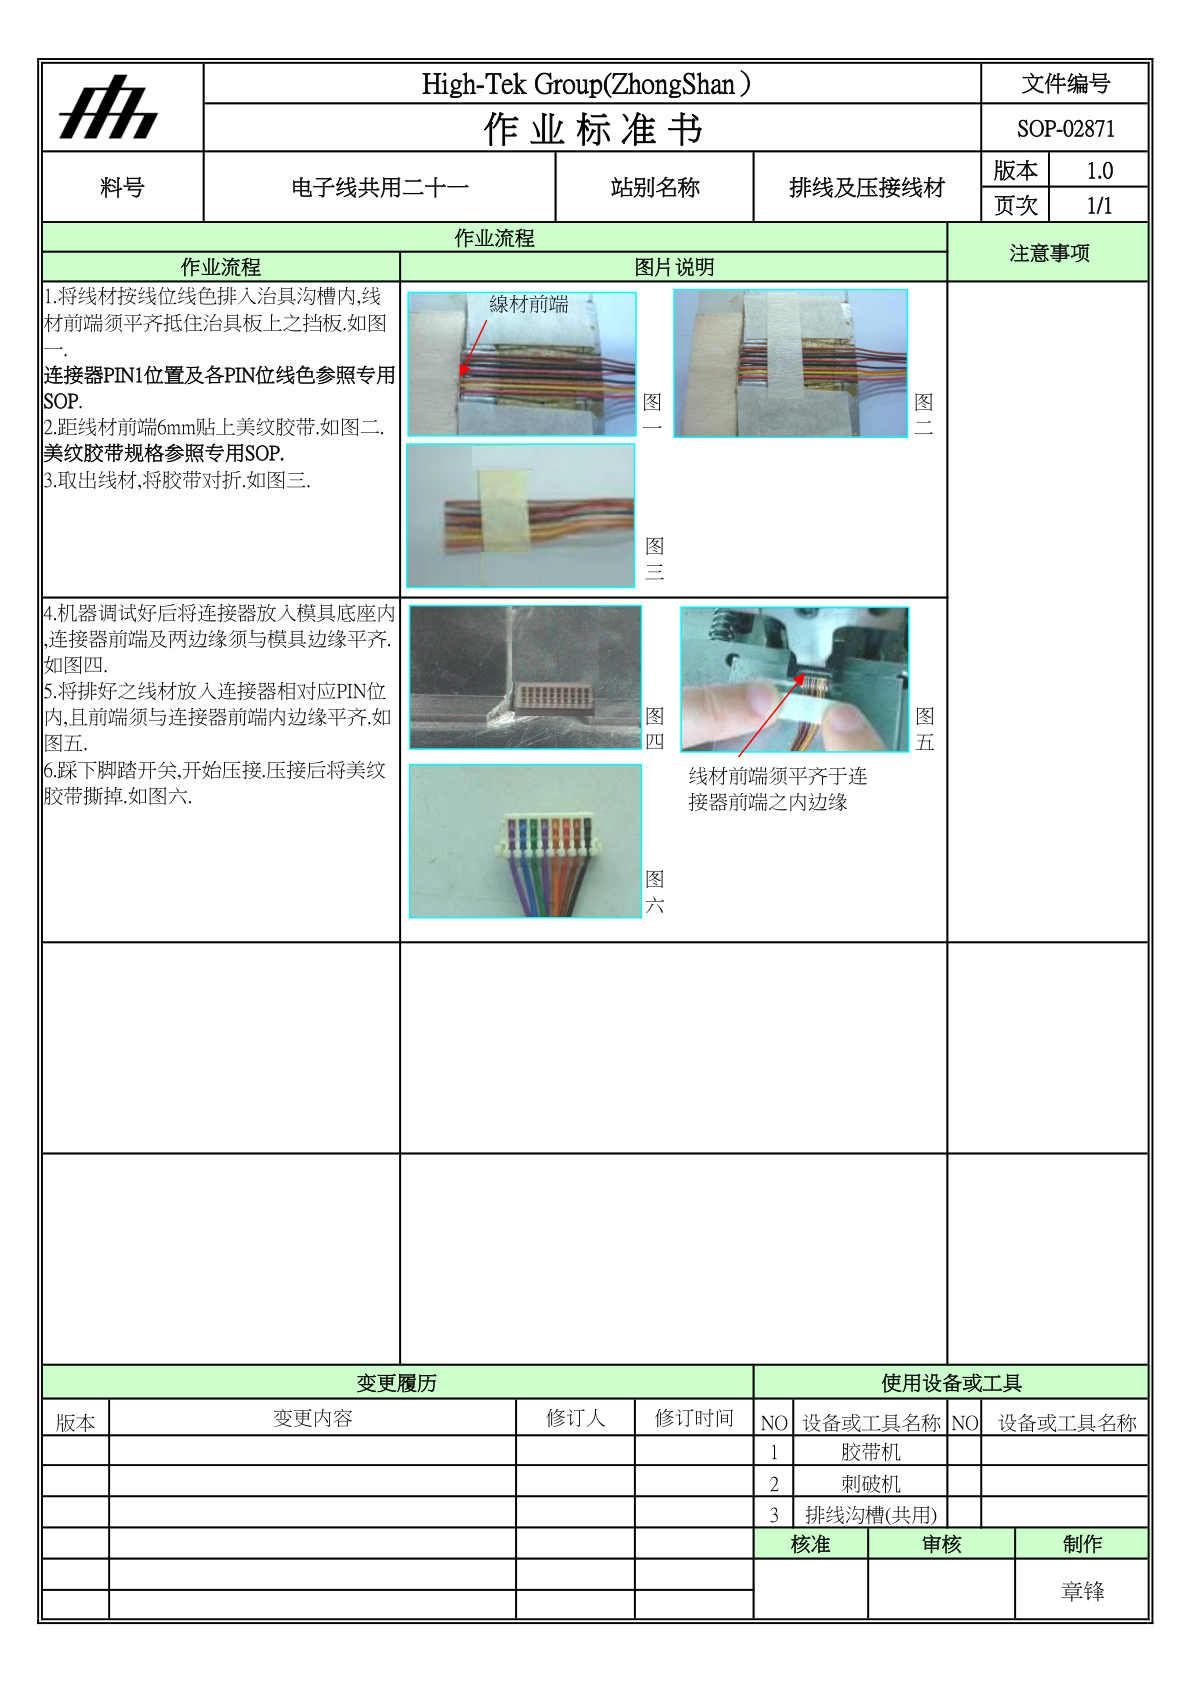 High-Tek Group(ZhongShan）
文件编号
作 业 标 准 书
SOP-02871
料号
电子线共用二十一
站别名称
排线及压接线材
版本
1.0
页次
1/1
作业流程
注意事项
作业流程
图片说明
1.将线材按线位线色排入治具沟槽内,线
材前端须平齐抵住治具板上之挡板.如图
一.
连接器PIN1位置及各PIN位线色参照专用
SOP.
2.距线材前端6mm贴上美纹胶带.如图二.
美纹胶带规格参照专用SOP.
3.取出线材,将胶带对折.如图三.
線材前端
图
一
图
二
图
三
4.机器调试好后将连接器放入模具底座内
,连接器前端及两边缘须与模具边缘平齐.
如图四.
5.将排好之线材放入连接器相对应PIN位
内,且前端须与连接器前端内边缘平齐.如
图五.
6.踩下脚踏开关,开始压接.压接后将美纹
胶带撕掉.如图六.
图
四
图
五
线材前端须平齐于连
接器前端之内边缘
图
六
变更履历
使用设备或工具
版本
变更内容
修订人
修订时间
NO
设备或工具名称
NO
设备或工具名称
1
胶带机
2
刺破机
3
排线沟槽(共用)
核准
审核
制作
章锋